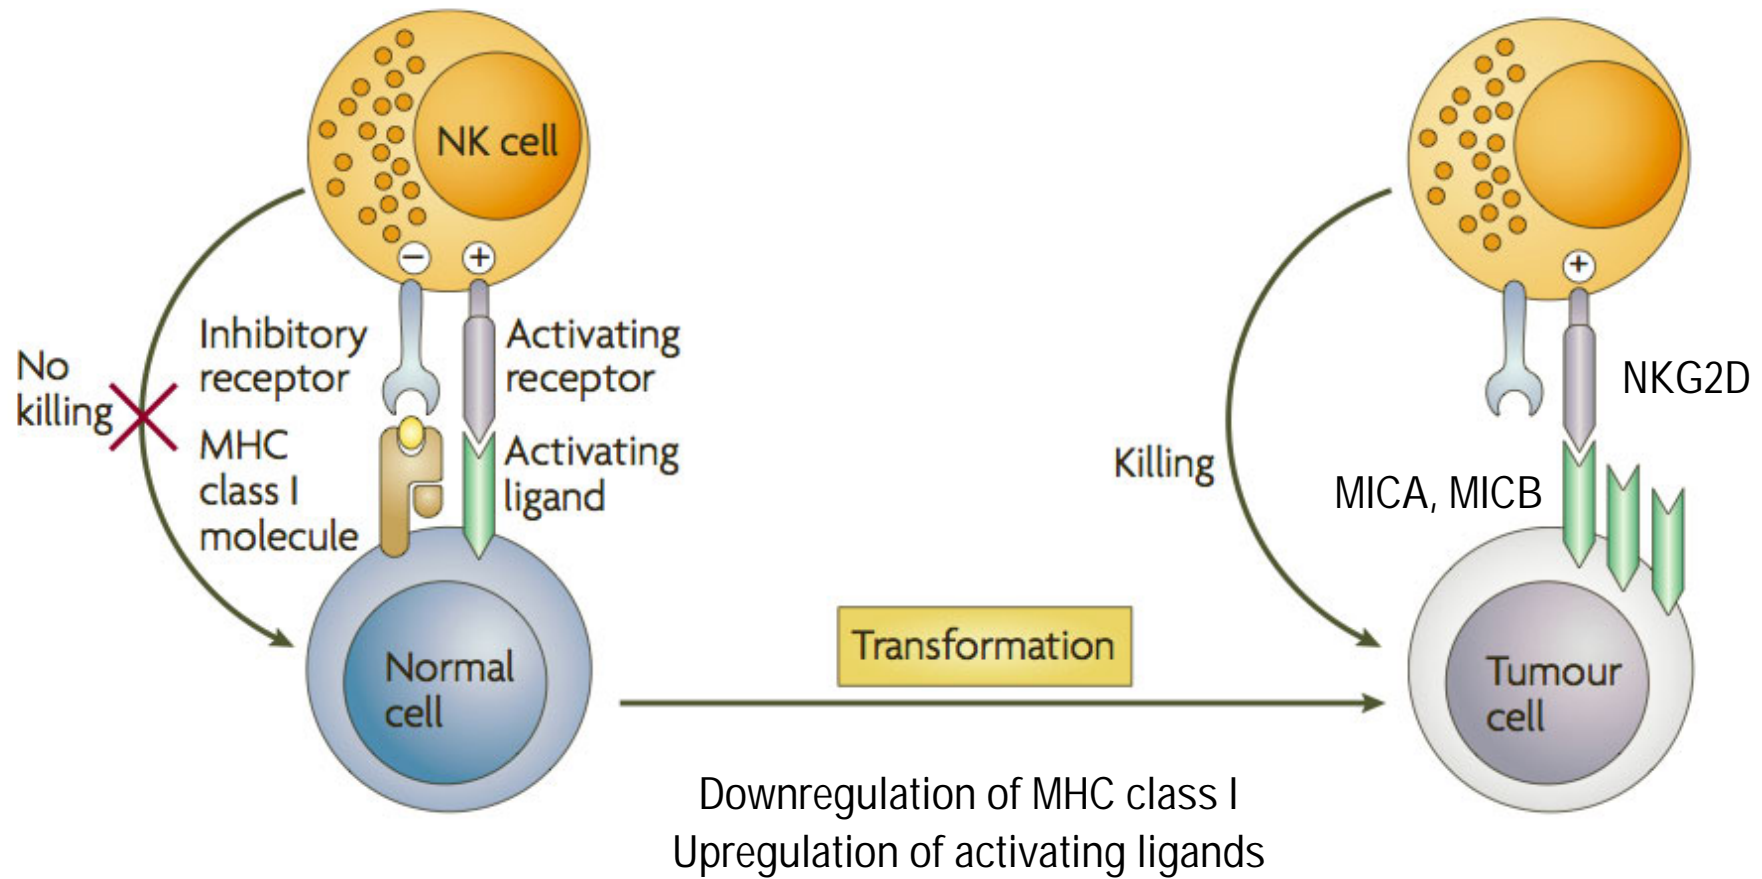 NK cell
−
+
Inhibitory
receptor
Activating
receptor
No
killing
MHC
class I
molecule
Activating
ligand
Normal
cell
Transformation
Downregulation of MHC class I
Upregulation of activating ligands
+
NKG2D
Killing
MICA, MICB
Tumour
cell